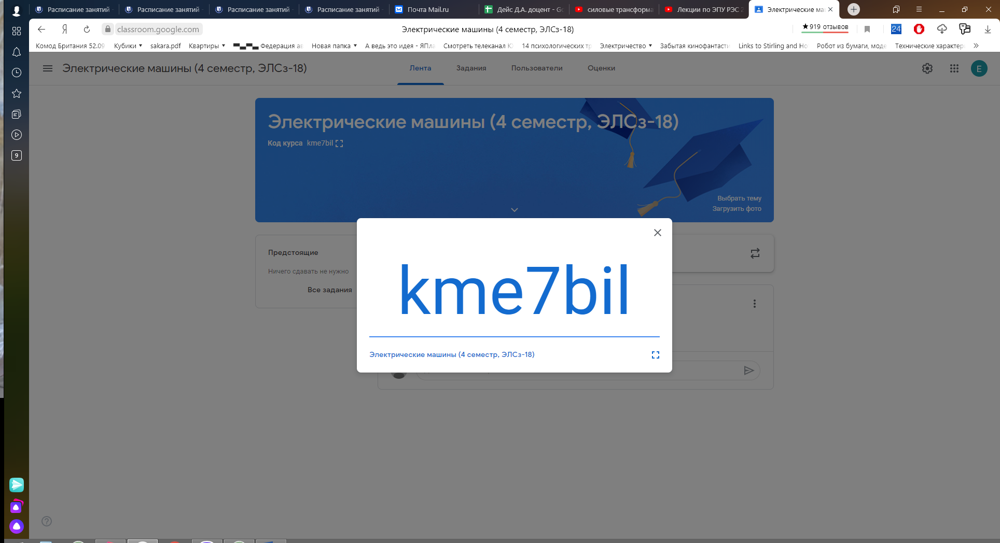 Расписание занятий
Расписание занятий
Расписание занятий
Расписание занятий
Почта Mail.ru
Дейс Д.А. доцент - Go
силовые трансформа
Лекции по ЭПУ РЭС 2
Электрические ма
classroom.google.com
Электрические машины (4 семестр, ЭЛСз-18)
★919 отзывов
24
Комод Британия 52.09
Кубики
sakara.pdf
Квартиры
Федерация ав
Новая папка
А ведь это идея - ЯПла
Смотреть телеканал
14 психологических тр
Электричество
Забытая кинофантасти
Links to Stirling and Ho
Робот из бумаги, моде
Технические характер
Электрические машины (4 семестр, ЭЛСз-18)
Лента
Задания
Пользователи
Оценки
E
9
Электрические машины (4 семестр, ЭЛСз-18)
Код курса kme7bil
Выбрать тему
Загрузить фото
Предстоящие
Ничего сдавать не нужно
Все задания
kme7bil
Электрические машины (4 семестр, ЭЛСз-18)